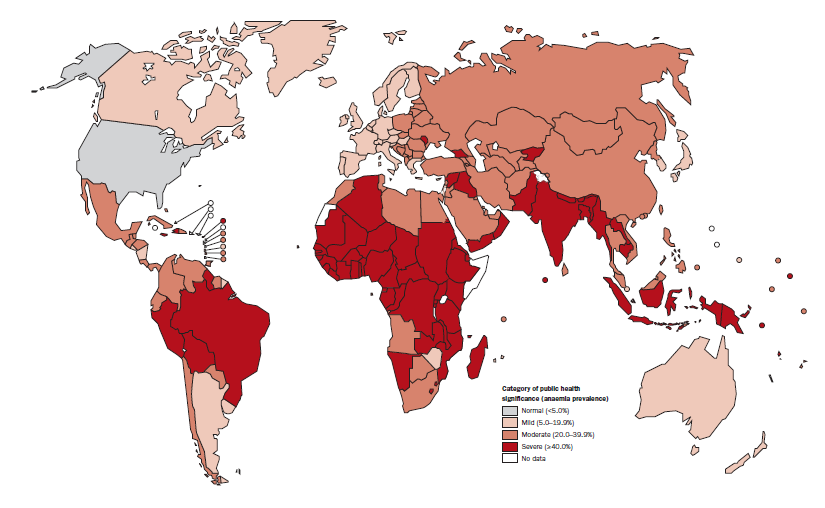 Category of public health
significance (anaemia prevalence)
Normal (<5.0%)
Mild (5.0–19.9%)
Moderate (20.0–39.9%)
Severe (≥40.0%)
No data